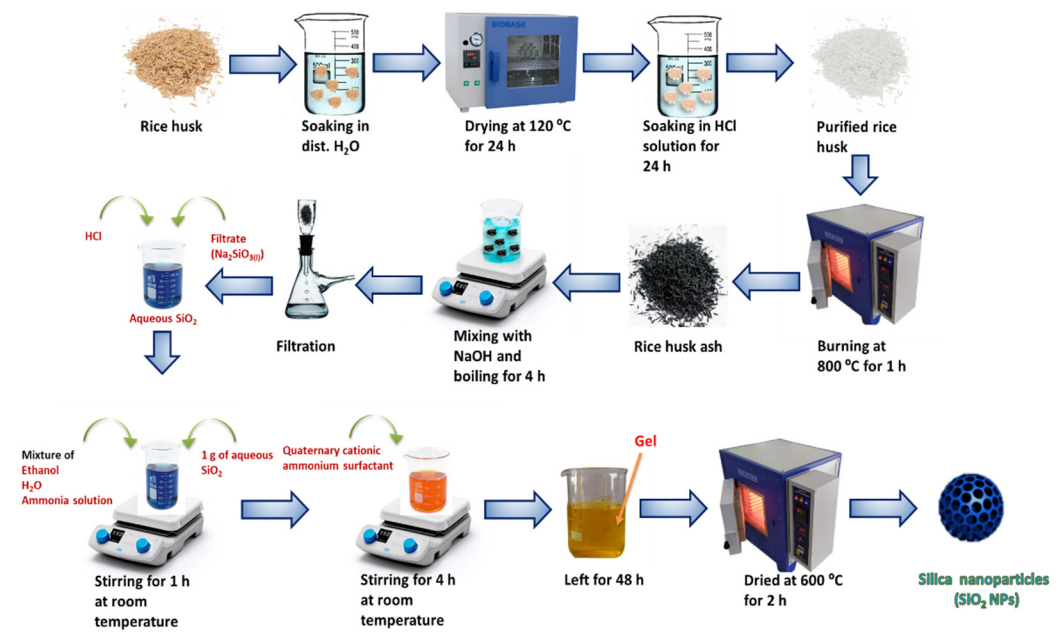 BIOBASE
Rice husk
Soaking in
dist. H₂O
Drying at 120 ⁰C
for 24 h
Soaking in HCl
solution for
24 h
Purified rice
husk
HCl
Filtrate
(Na₂SiO₃₍ₗ₎)
Aqueous SiO₂
Filtration
Mixing with
NaOH and
boiling for 4 h
Rice husk ash
Burning at
800 ⁰C for 1 h
Mixture of
Ethanol
H₂O
Ammonia solution
1 g of aqueous
SiO₂
Stirring for 1 h
at room
temperature
Quaternary cationic
ammonium surfactant
Stirring for 4 h
at room
temperature
Gel
Left for 48 h
Dried at 600 ⁰C
for 2 h
Silica nanoparticles
(SiO₂ NPs)